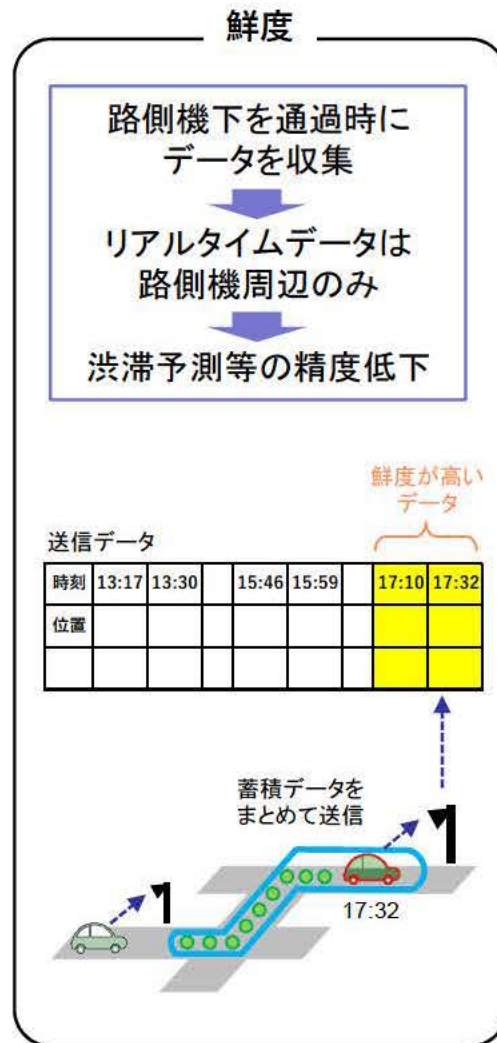 鮮度
路側機下を通過時に
データを収集
リアルタイムデータは
路側機周辺のみ
渋滞予測等の精度低下
鮮度が高い
データ
送信データ
時刻 13:17 13:30 15:46 15:59 17:10 17:32
位置
蓄積データを
まとめて送信
17:32